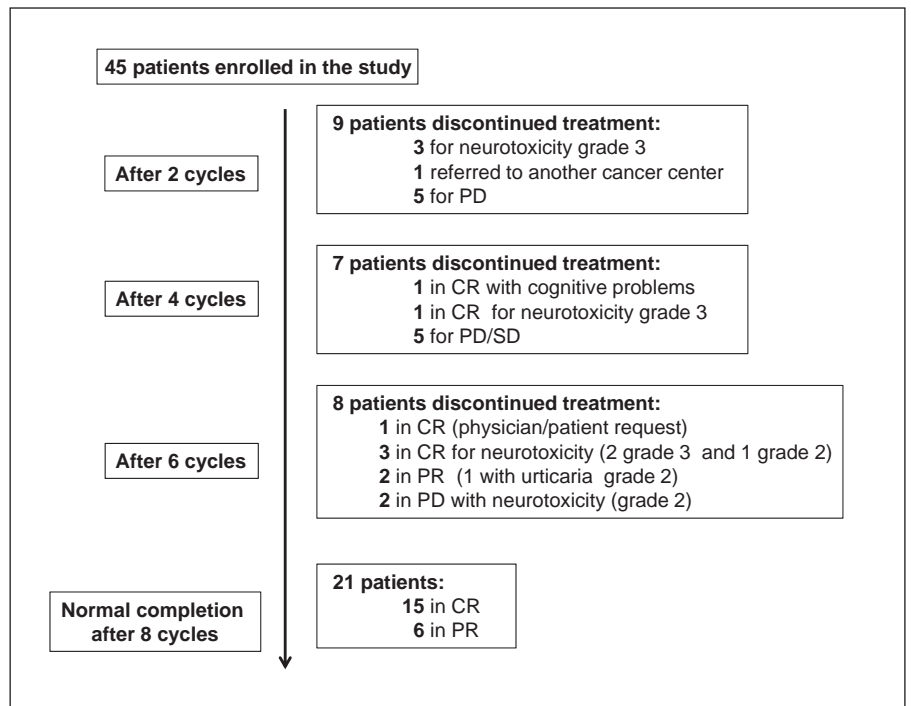 45 patients enrolled in the study
9 patients discontinued treatment:
3 for neurotoxicity grade 3
1 referred to another cancer center
5 for PD
After 2 cycles
7 patients discontinued treatment:
1 in CR with cognitive problems
1 in CR for neurotoxicity grade 3
5 for PD/SD
After 4 cycles
8 patients discontinued treatment:
1 in CR (physician/patient request)
3 in CR for neurotoxicity (2 grade 3 and 1 grade 2)
2 in PR (1 with urticaria grade 2)
2 in PD with neurotoxicity (grade 2)
After 6 cycles
21 patients:
15 in CR
6 in PR
Normal completion
after 8 cycles